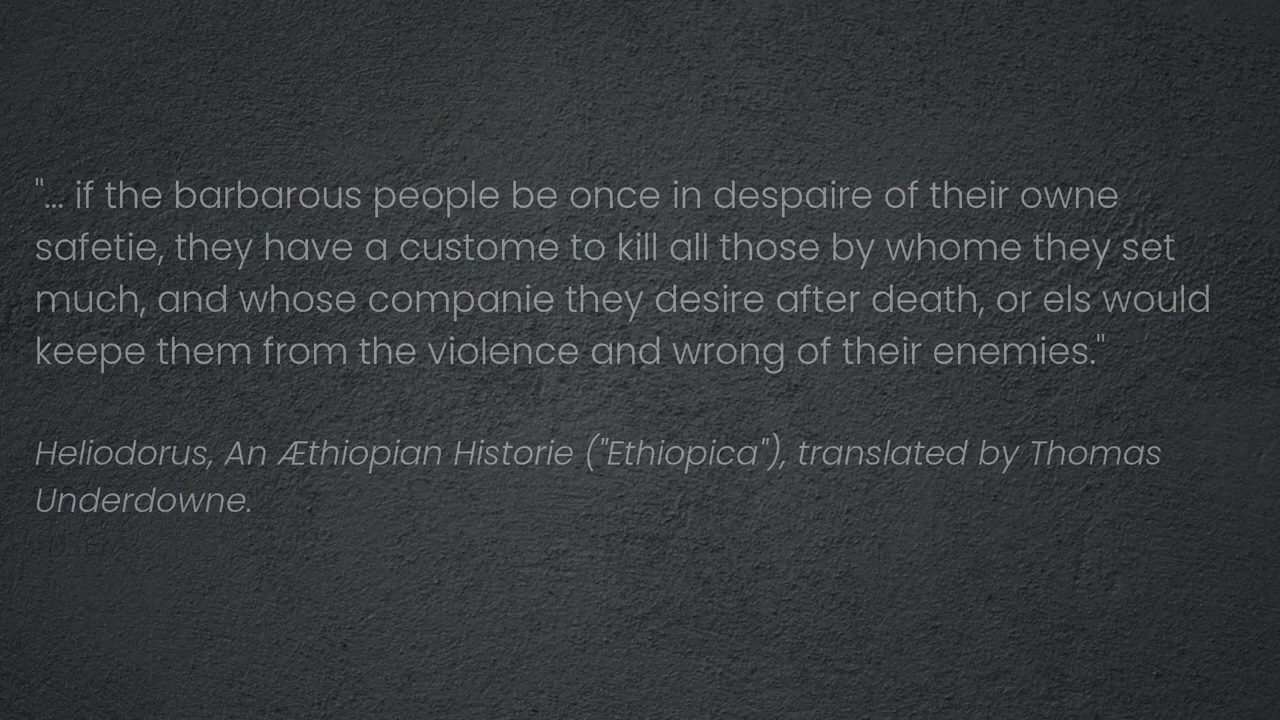 "... if the barbarous people be once in despaire of their owne
safetie, they have a custome to kill all those by whome they set
much, and whose companie they desire after death, or els would
keepe them from the violence and wrong of their enemies."
Heliodorus, An Æthiopian Historie ("Ethiopica"), translated by Thomas
Underdowne.